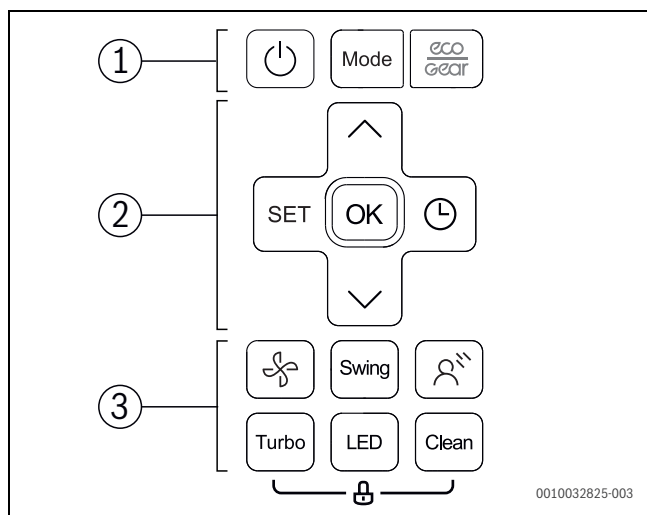 1
Mode
eco
Gear
2
SET
OK
3
Swing
Turbo
LED
Clean
0010032825-003